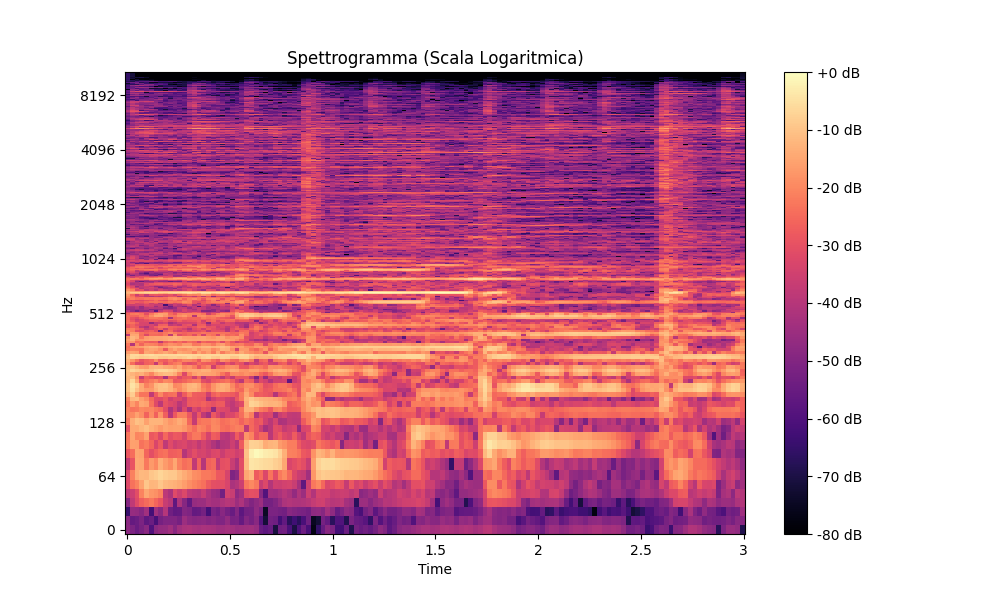 Spettrogramma (Scala Logaritmica)
+0 dB
8192
-10 dB
4096
-20 dB
2048
-30 dB
1024
Hz
512
-40 dB
256
-50 dB
128
-60 dB
64
-70 dB
0
-80 dB
0 0.5 1 1.5 2 2.5 3
Time